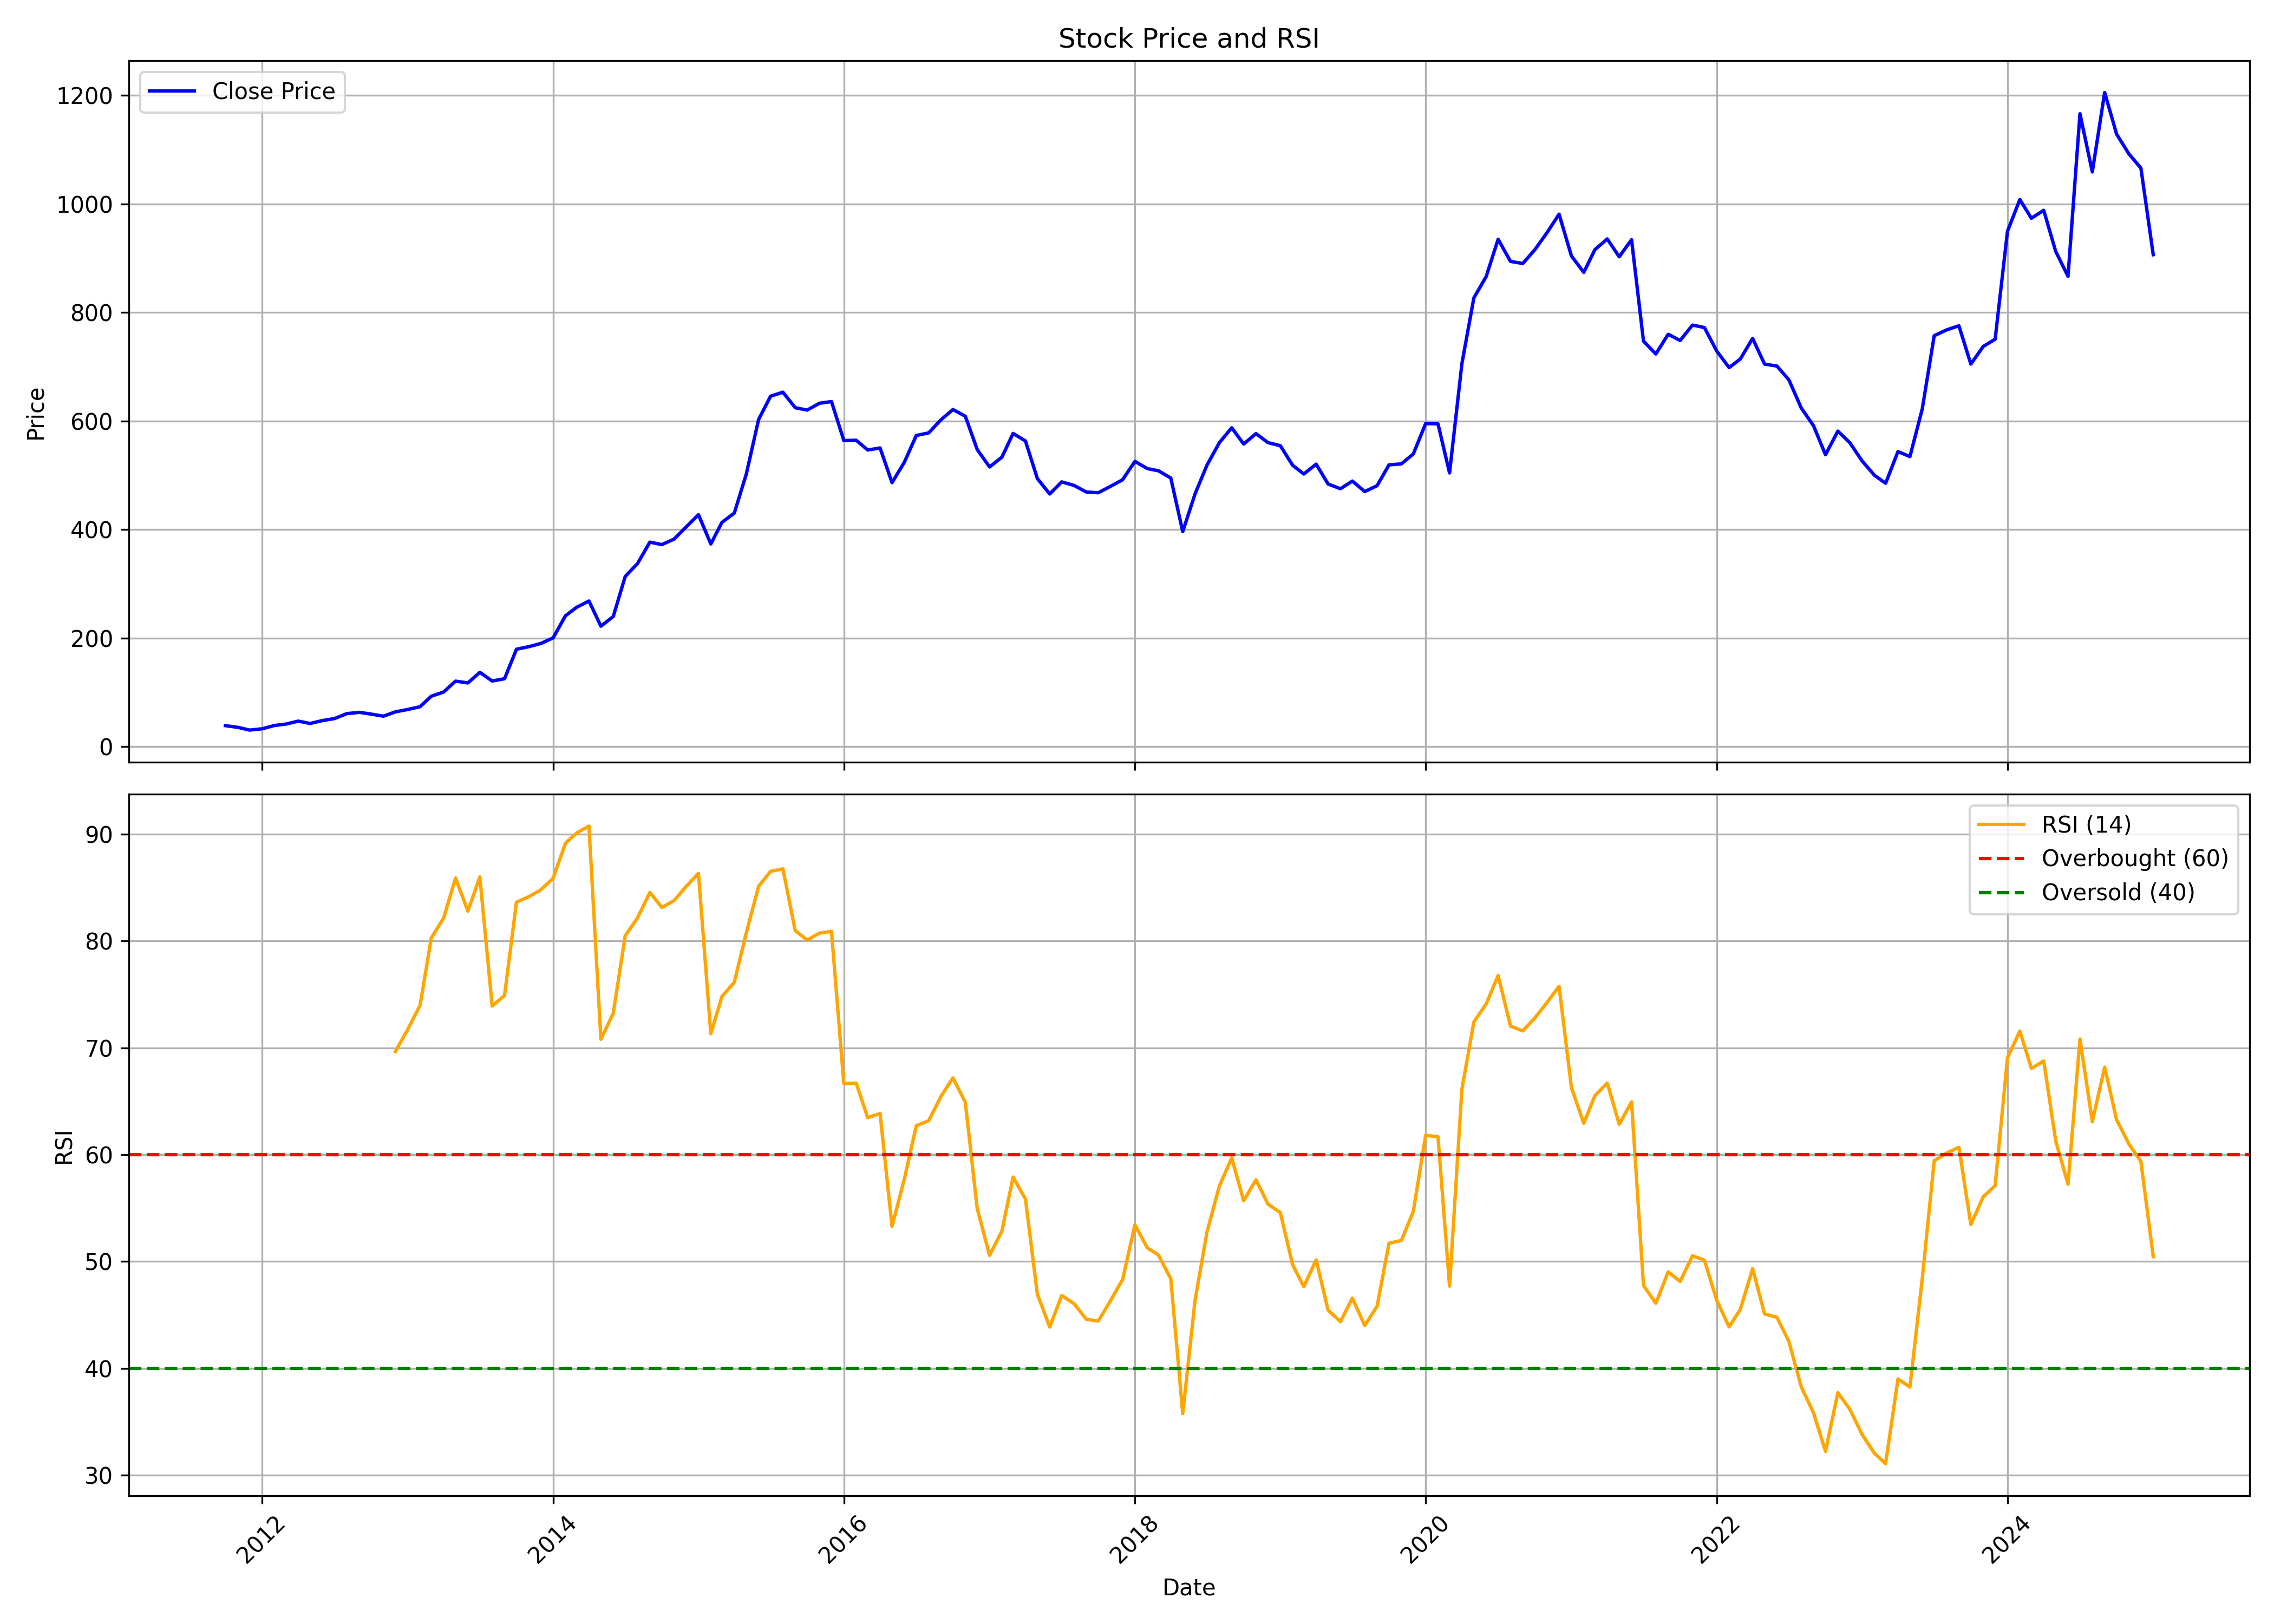 Stock Price and RSI
Close Price
1200
1000
800
600
400
200
0
Price
RSI (14)
Overbought (60)
Oversold (40)
90
80
70
60
50
40
30
RSI
2012
2014
2016
2018
2020
2022
2024
Date